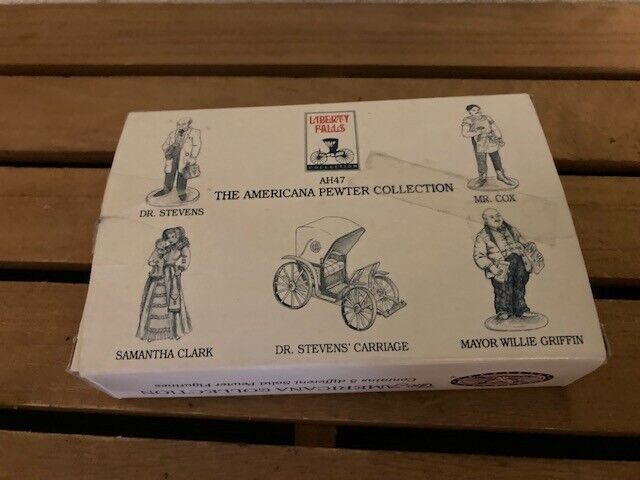 LIBERTY
FALLS
COLLECTION
AH47
THE AMERICANA PEWTER COLLECTION
DR. STEVENS
MR. COX
SAMANTHA CLARK
DR. STEVENS' CARRIAGE
MAYOR WILLIE GRIFFIN
The AMERICANA COLLECTION
Contains 5 different Solid Pewter Figurines